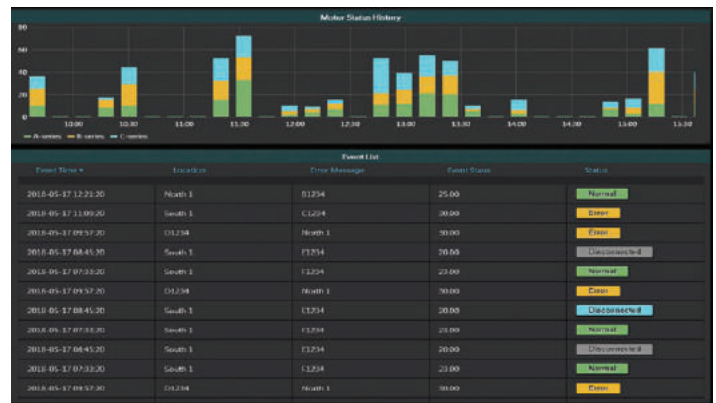 Motor Status History
80
60
40
20
0
10:00 10:30 11:00 11:30 12:00 12:30 13:00 13:30 14:00 14:30 15:00 15:30
A-series B-series C-series
Event List
Event Time Location Error Message Event Status
2018-05-17 12:21:20 North 1 B1234 25.00 Normal
2018-05-17 11:09:20 South 1 C1234 30.00 Error
2018-05-17 09:57:20 D1234 North 1 30.00 Error
2018-05-17 08:45:20 South 1 E1234 20.00 Disconnected
2018-05-17 07:33:20 South 1 F1234 23.00 Normal
2018-05-17 09:57:20 D1234 North 1 30.00 Error
2018-05-17 08:45:20 South 1 E1234 20.00 Disconnected
2018-05-17 07:33:20 South 1 F1234 23.00 Normal
2018-05-17 08:45:20 South 1 E1234 20.00 Disconnected
2018-05-17 07:33:20 South 1 F1234 23.00 Normal
2018-05-17 09:57:20 D1234 North 1 30.00 Error